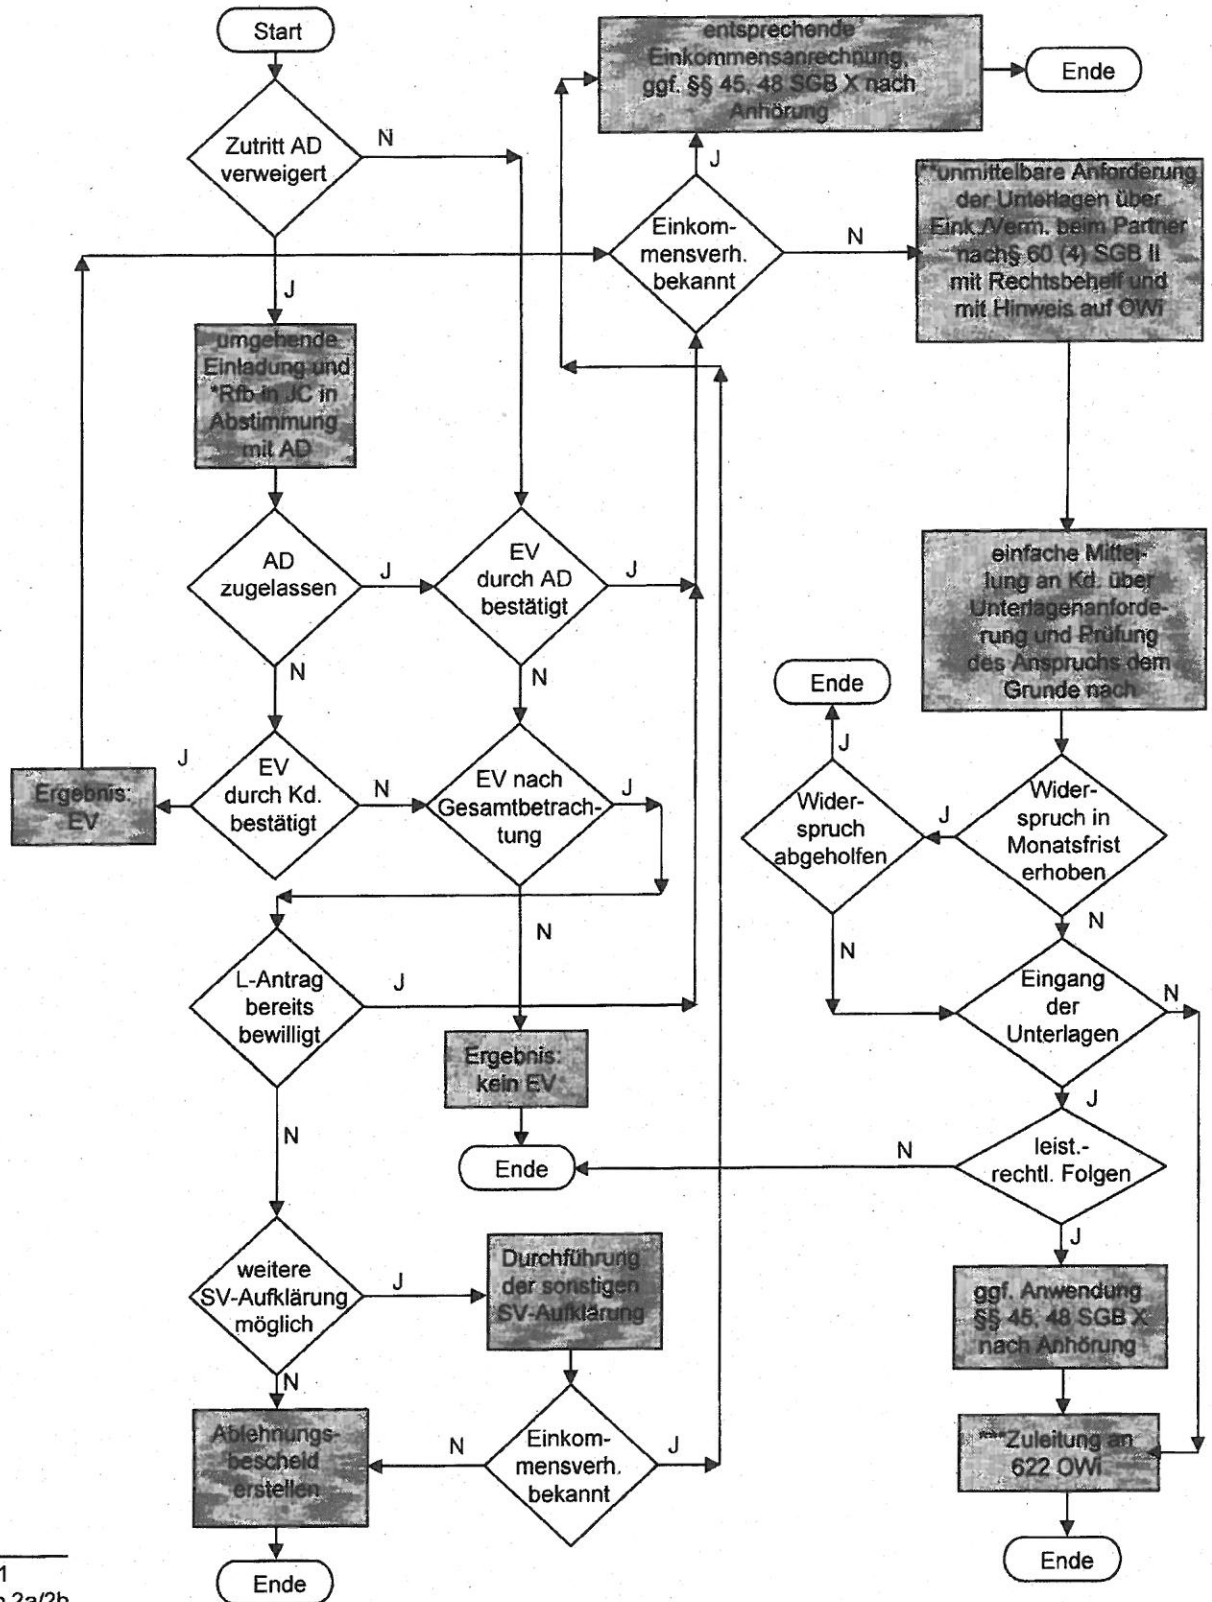 Start
Zutritt AD
verweigert
N
J
umgehende
Einladung und
*Rfb in JC in
Abstimmung
mit AD
AD
zugelassen
J
N
EV
durch AD
bestätigt
J
N
EV
durch Kd.
bestätigt
J
N
Ergebnis:
EV
EV nach
Gesamtbetrach-
tung
J
N
L-Antrag
bereits
bewilligt
J
N
Ergebnis:
kein EV
Ende
weitere
SV-Aufklärung
möglich
J
N
Durchführung
der sonstigen
SV-Aufklärung
Einkom-
mensverh.
bekannt
N
J
Ablehnungs-
bescheid
erstellen
Ende
entsprechende
Einkommensanrechnung,
ggf. §§ 45, 48 SGB X nach
Anhörung
Ende
J
Einkom-
mensverh.
bekannt
N
**unmittelbare Anforderung
der Unterlagen über
Eink./Verm. beim Partner
nach§ 60 (4) SGB II
mit Rechtsbehelf und
mit Hinweis auf OWi
einfache Mittei-
lung an Kd. über
Unterlagenanforde-
rung und Prüfung
des Anspruchs dem
Grunde nach
Wider-
spruch in
Monatsfrist
erhoben
J
N
Ende
J
Wider-
spruch
abgeholfen
N
Eingang
der
Unterlagen
N
J
leist.-
rechtl. Folgen
N
J
ggf. Anwendung
§§ 45, 48 SGB X
nach Anhörung
***Zuleitung an
622 OWi
Ende
1
2a/2b